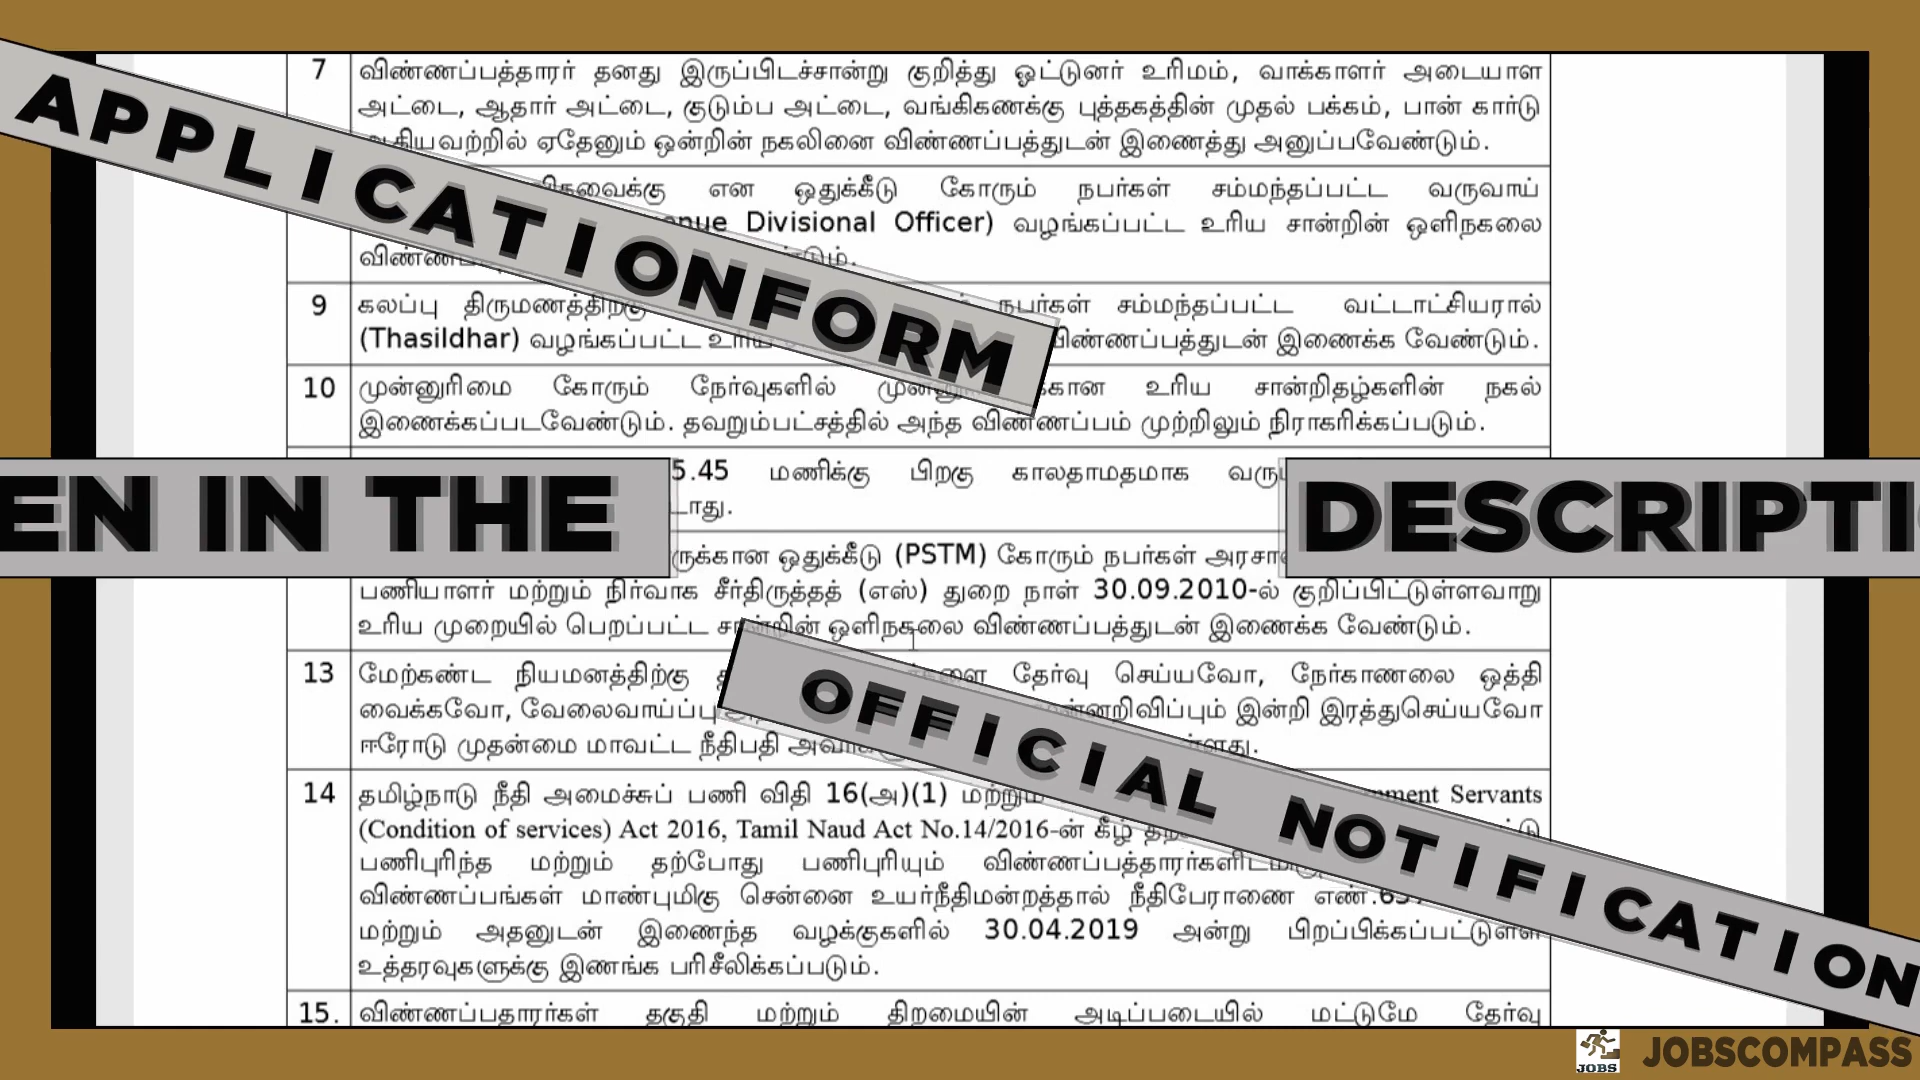 7 விண்ணப்பத்தாரர் தனது இருப்பிடச்சான்று குறித்து ஓட்டுனர் உரிமம், வாக்காளர் அடையாள
அட்டை, ஆதார் அட்டை, குடும்ப அட்டை, வங்கிகணக்கு புத்தகத்தின் முதல் பக்கம், பான் கார்டு
ஏதேனும் ஒன்றின் நகலினை விண்ணப்பத்துடன் இணைத்து அனுப்பவேண்டும்.
என ஒதுக்கீடு கோரும் நபர்கள் சம்மந்தப்பட்ட வருவாய்
Divisional Officer) வழங்கப்பட்ட உரிய சான்றின் ஒளிநகலை
9 கலப்பு நபர்கள் சம்மந்தப்பட்ட வட்டாட்சியரால்
(Thasildhar) வழங்கப்பட்ட உரிய விண்ணப்பத்துடன் இணைக்க வேண்டும்.
10 முன்னுரிமை கோரும் நேர்வுகளில் உரிய சான்றிதழ்களின் நகல்
இணைக்கப்படவேண்டும். தவறும்பட்சத்தில் அந்த விண்ணப்பம் முற்றிலும் நிராகரிக்கப்படும்.
5.45 மணிக்கு பிறகு காலதாமதமாக
ஒதுக்கீடு (PSTM) கோரும் நபர்கள்
பணியாளர் மற்றும் நிர்வாக சீர்திருத்தத் (எஸ்) துறை நாள் 30.09.2010-ல் குறிப்பிட்டுள்ளவாறு
உரிய முறையில் பெறப்பட்ட சான்றின் ஒளிநகலை விண்ணப்பத்துடன் இணைக்க வேண்டும்.
13 மேற்கண்ட நியமனத்திற்கு தேர்வு செய்யவோ, நேர்காணலை ஒத்தி
வைக்கவோ, வேலைவாய்ப்பு இன்றி இரத்துசெய்யவோ
ஈரோடு முதன்மை மாவட்ட நீதிபதி
14 தமிழ்நாடு நீதி அமைச்சுப் பணி விதி 16(அ)(1) மற்றும் Servants
(Condition of services) Act 2016, Tamil Naud Act No.14/2016-ன் கீழ்
பணிபுரிந்த மற்றும் தற்போது பணிபுரியும்
விண்ணப்பங்கள் மாண்புமிகு சென்னை உயர்நீதிமன்றத்தால் நீதிபேராணை எண்.
மற்றும் அதனுடன் இணைந்த வழக்குகளில் 30.04.2019 அன்று பிறப்பிக்கப்பட்டுள்ள
உத்தரவுகளுக்கு இணங்க பரிசீலிக்கப்படும்.
15. விண்ணப்பதாரர்கள் தகுதி மற்றும் திறமையின் அடிப்படையில் மட்டுமே தேர்வு
APPLICATIONFORM
EN IN THE
DESCRIPTI
OFFICIAL NOTIFICATION
JOBS JOBSCOMPASS